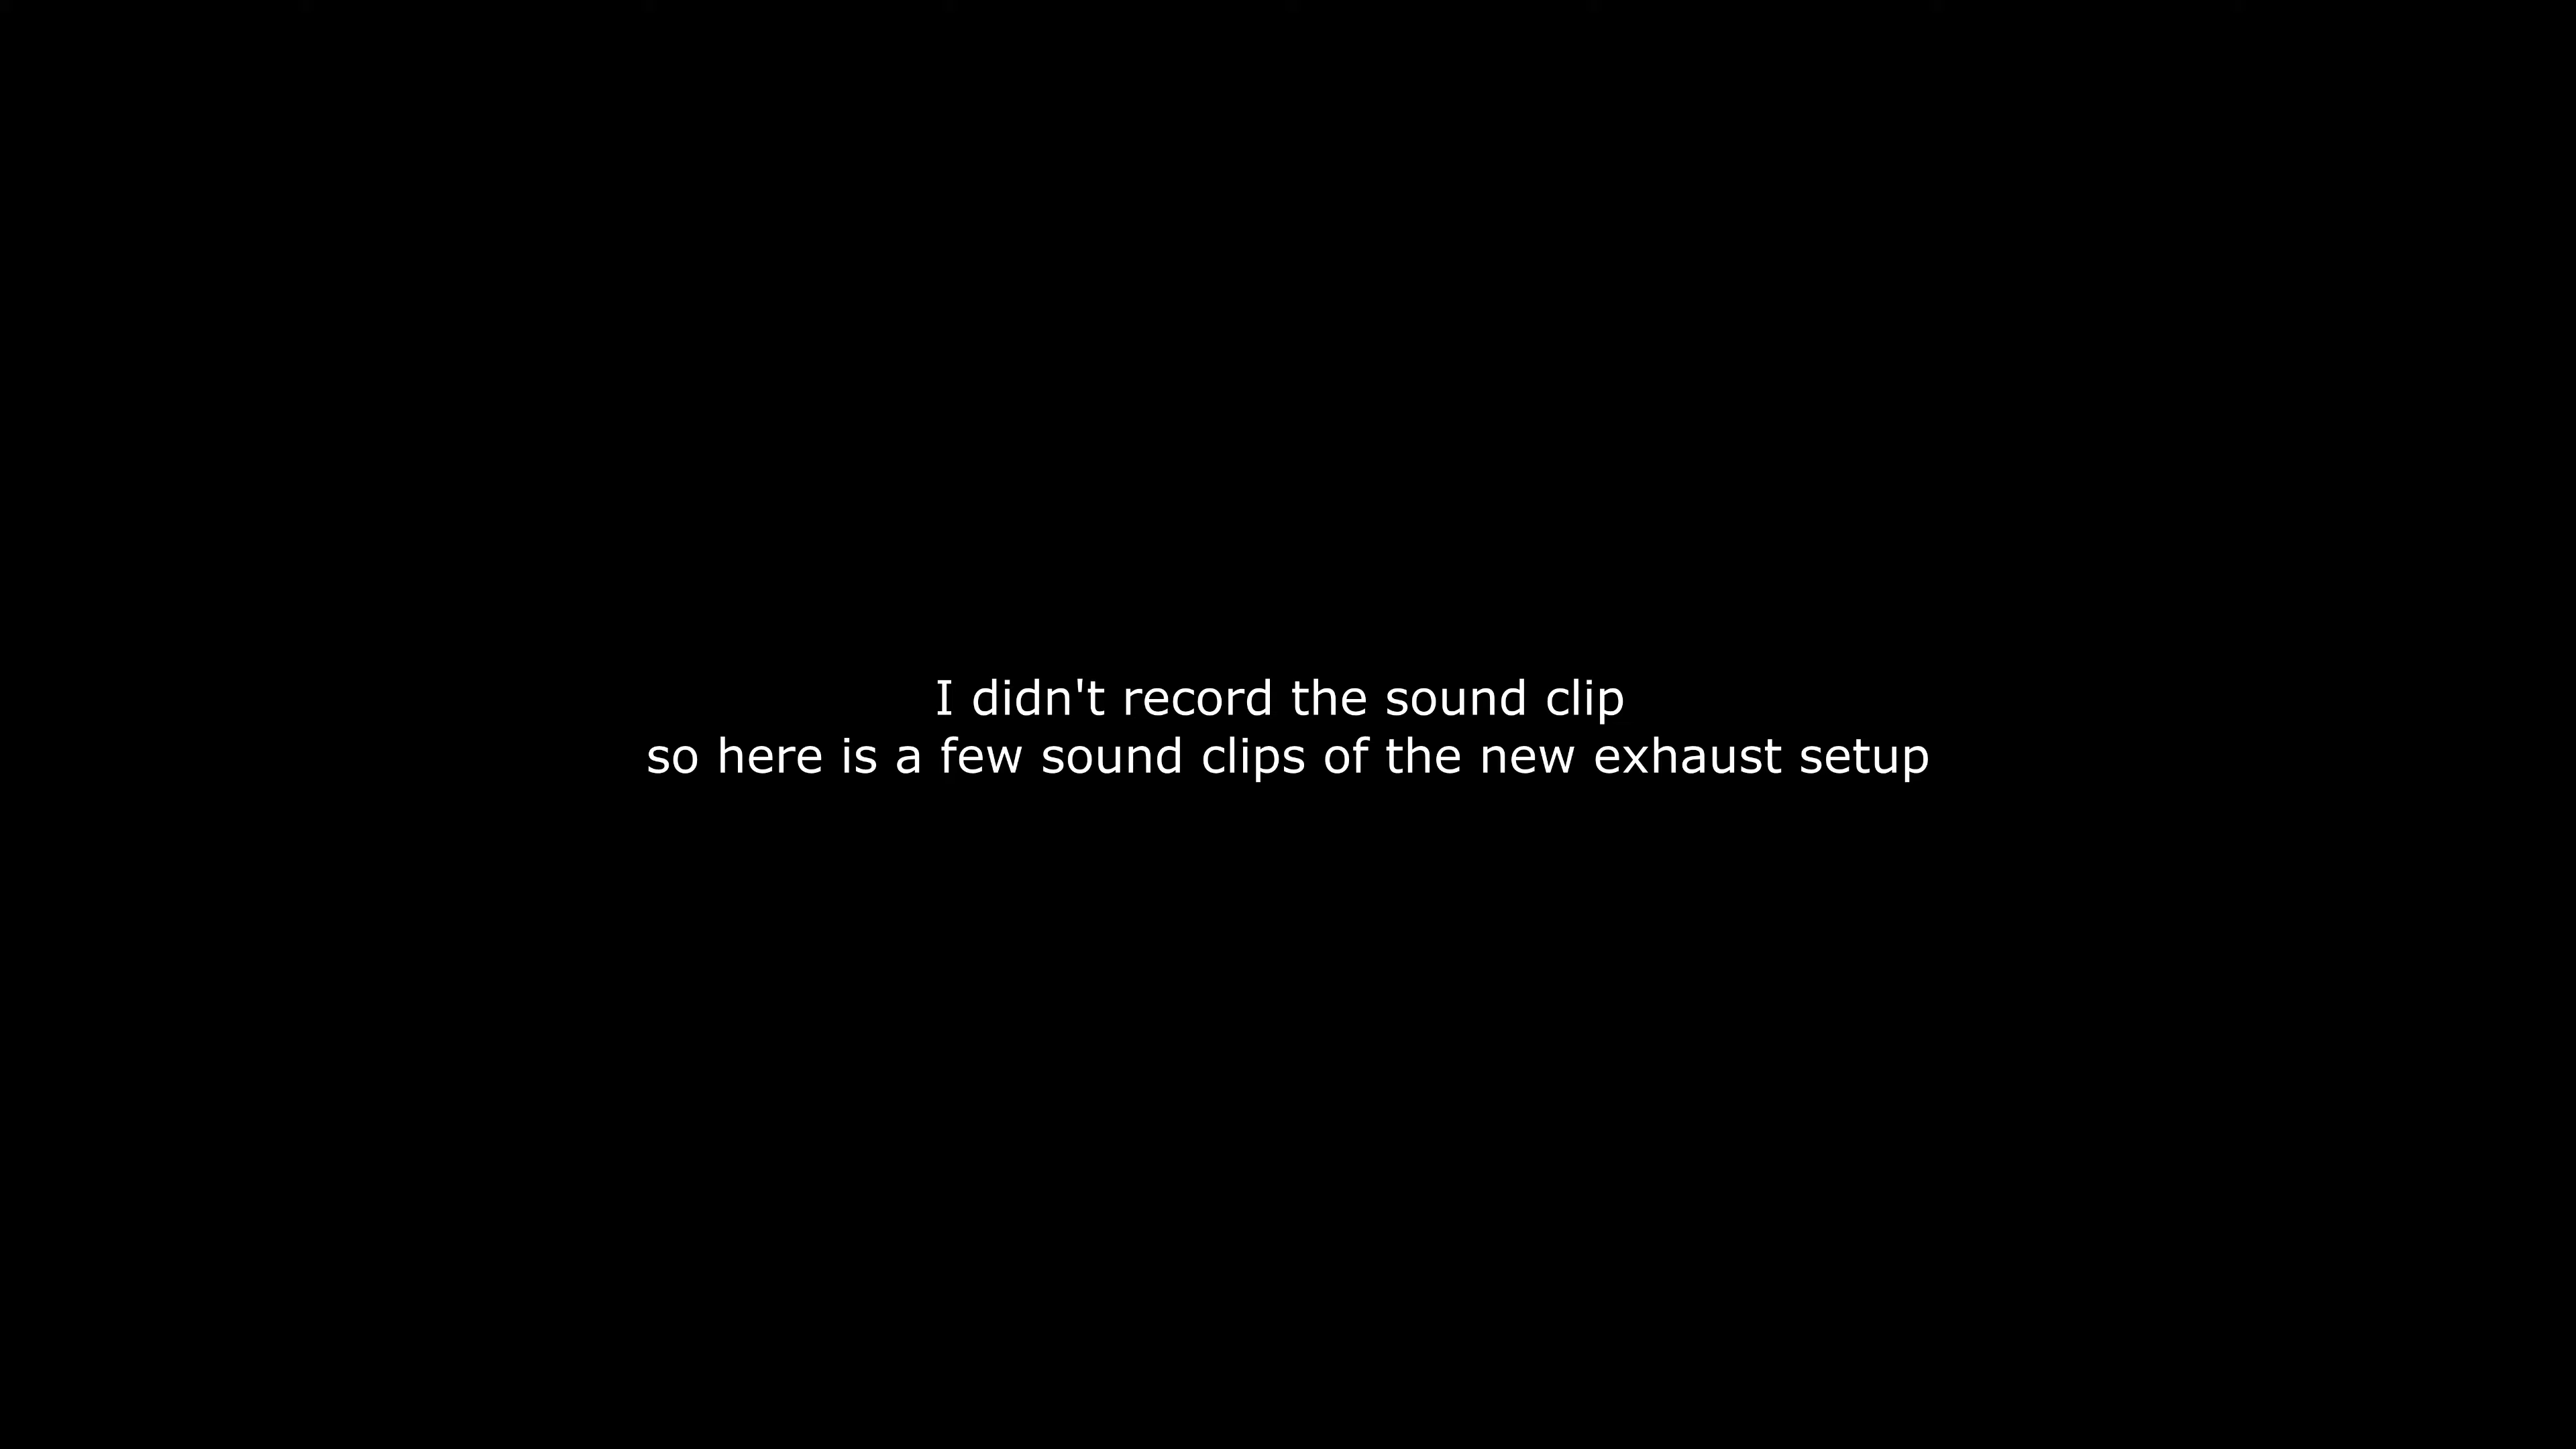 I didn't record the sound clip
so here is a few sound clips of the new exhaust setup